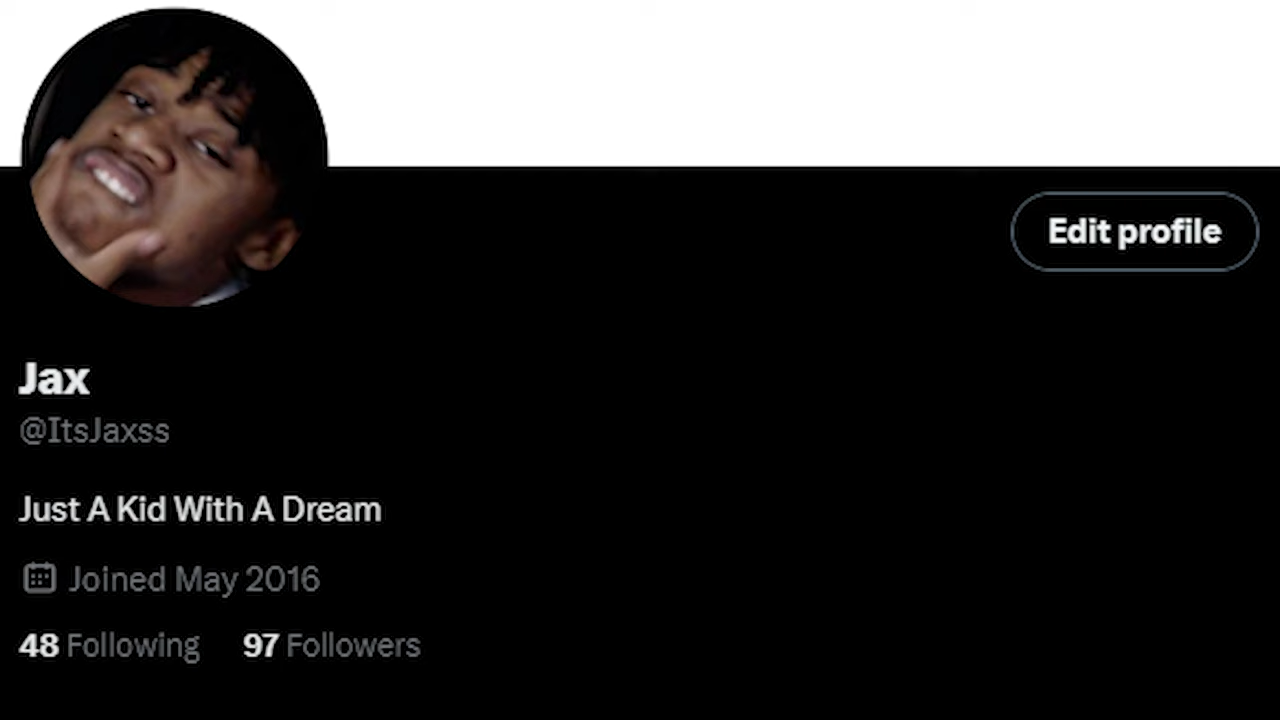 Edit profile
Jax
@ItsJaxss
Just A Kid With A Dream
Joined May 2016
48 Following 97 Followers